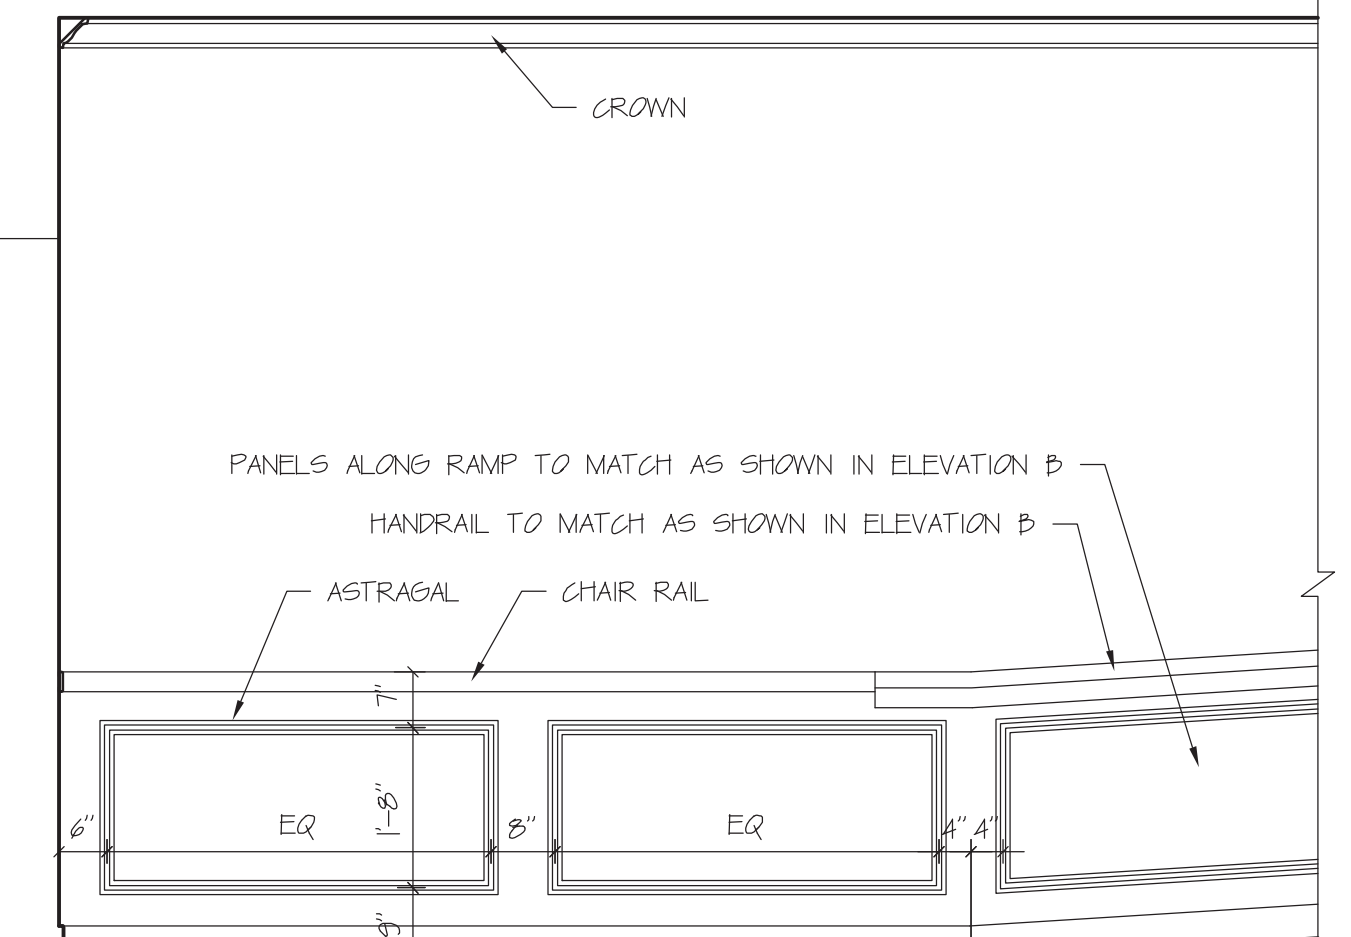 CROWN
PANELS ALONG RAMP TO MATCH AS SHOWN IN ELEVATION B
HANDRAIL TO MATCH AS SHOWN IN ELEVATION B
ASTRAGAL
CHAIR RAIL
7"
1'-8"
6"
EQ
8"
EQ
4" 4"
9"